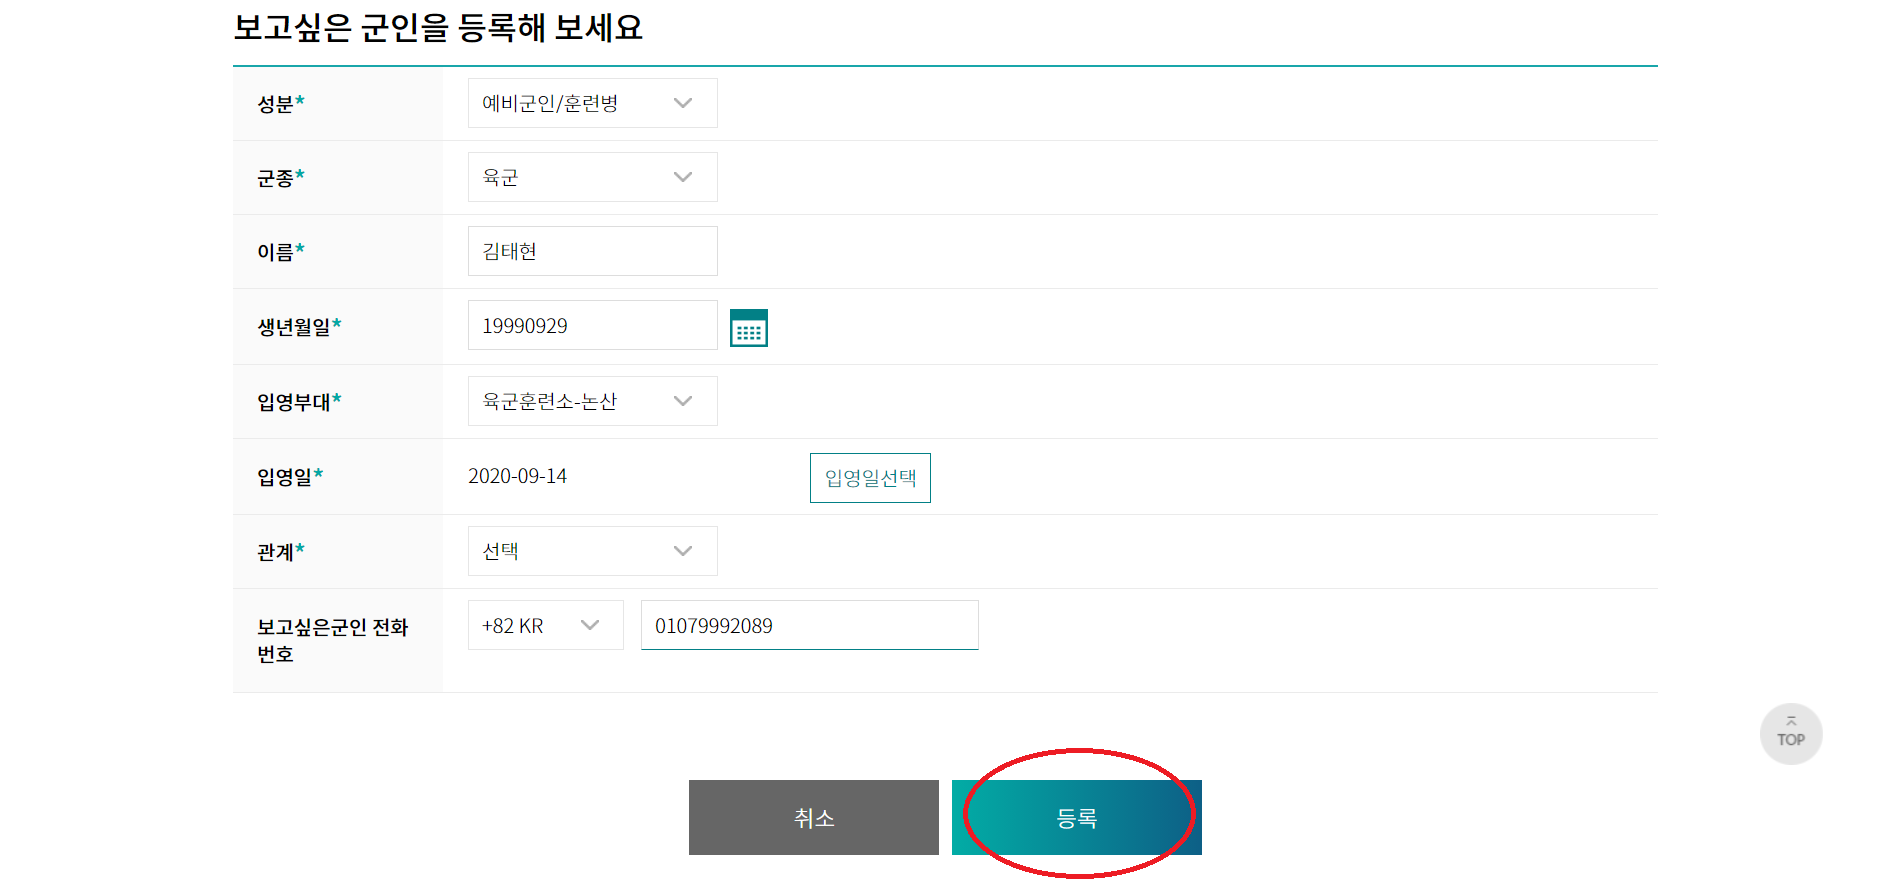 보고싶은 군인을 등록해 보세요
성분*
예비군인/훈련병
군종*
육군
이름*
김태현
생년월일*
19990929
입영부대*
육군훈련소-논산
입영일*
2020-09-14
입영일선택
관계*
선택
보고싶은군인 전화
번호
+82 KR
01079992089
TOP
취소
등록